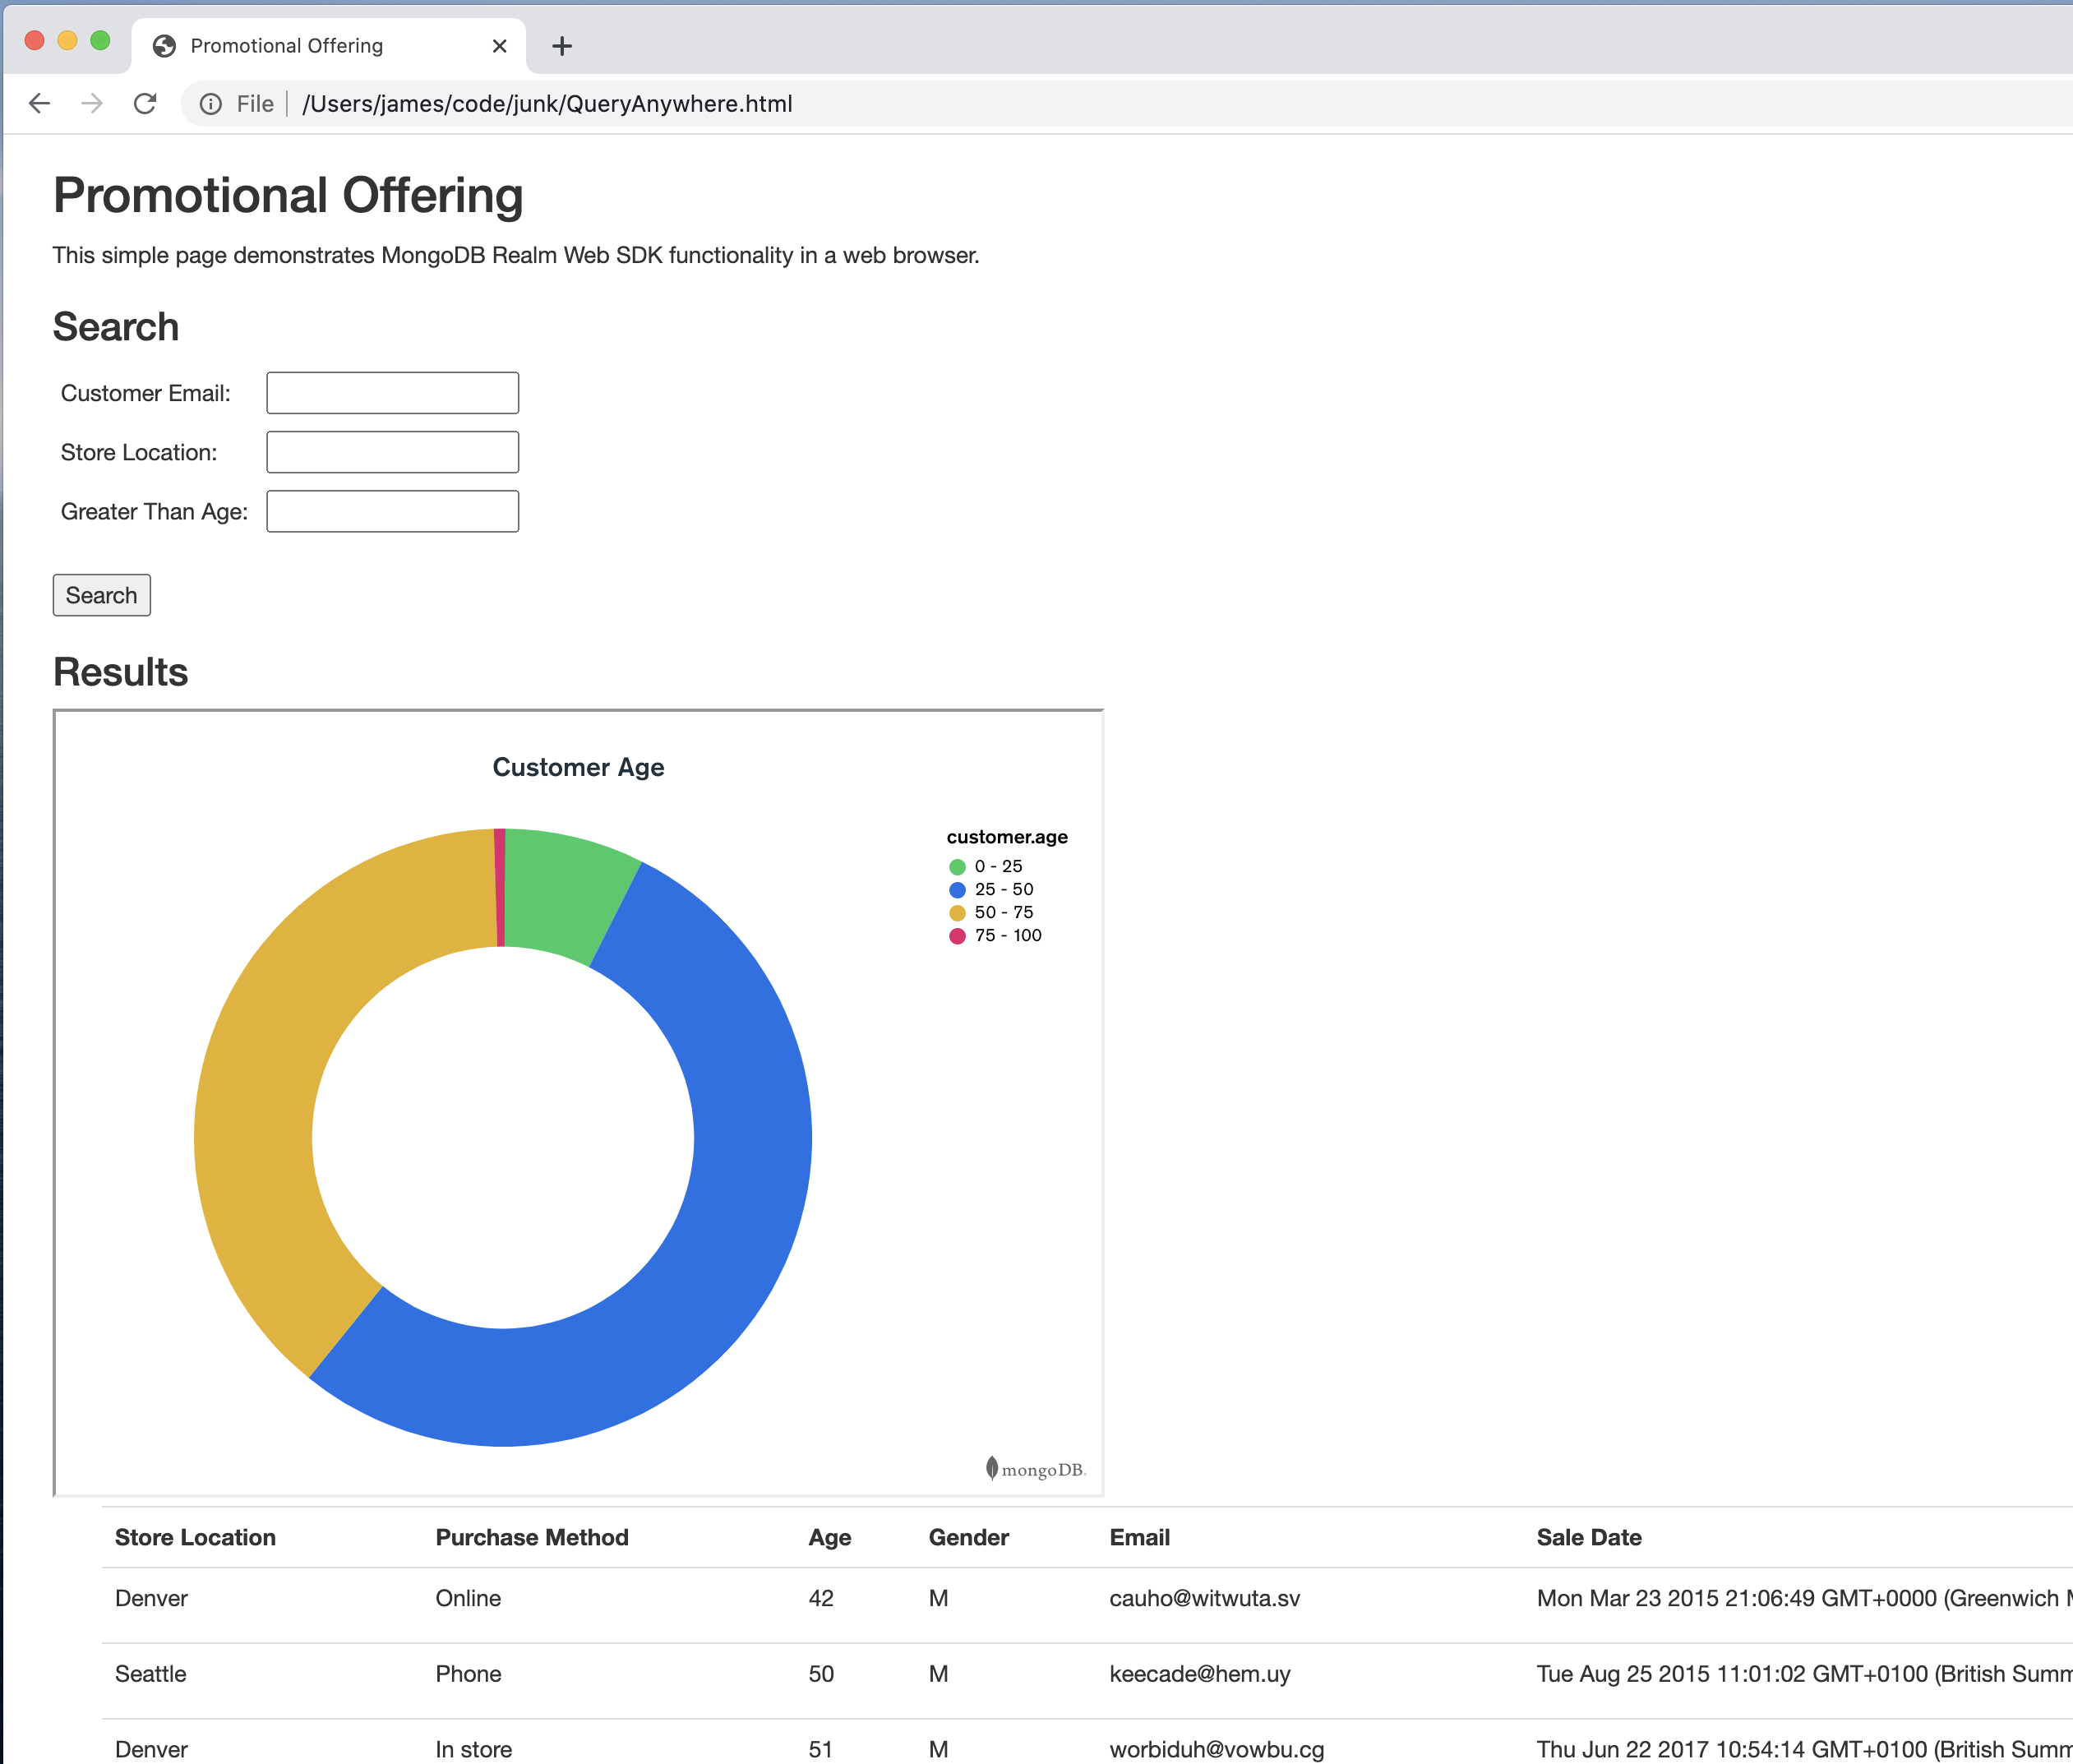 Promotional Offering
File /Users/james/code/junk/QueryAnywhere.html
Promotional Offering
This simple page demonstrates MongoDB Realm Web SDK functionality in a web browser.
Search
Customer Email:
Store Location:
Greater Than Age:
Search
Results
Customer Age
customer.age
0 - 25
25 - 50
50 - 75
75 - 100
mongoDB.
Store Location Purchase Method Age Gender Email Sale Date
Denver Online 42 M cauho@witwuta.sv Mon Mar 23 2015 21:06:49 GMT+0000 (Greenwich
Seattle Phone 50 M keecade@hem.uy Tue Aug 25 2015 11:01:02 GMT+0100 (British
Denver In store 51 M worbiduh@vowbu.cg Thu Jun 22 2017 10:54:14 GMT+0100 (British